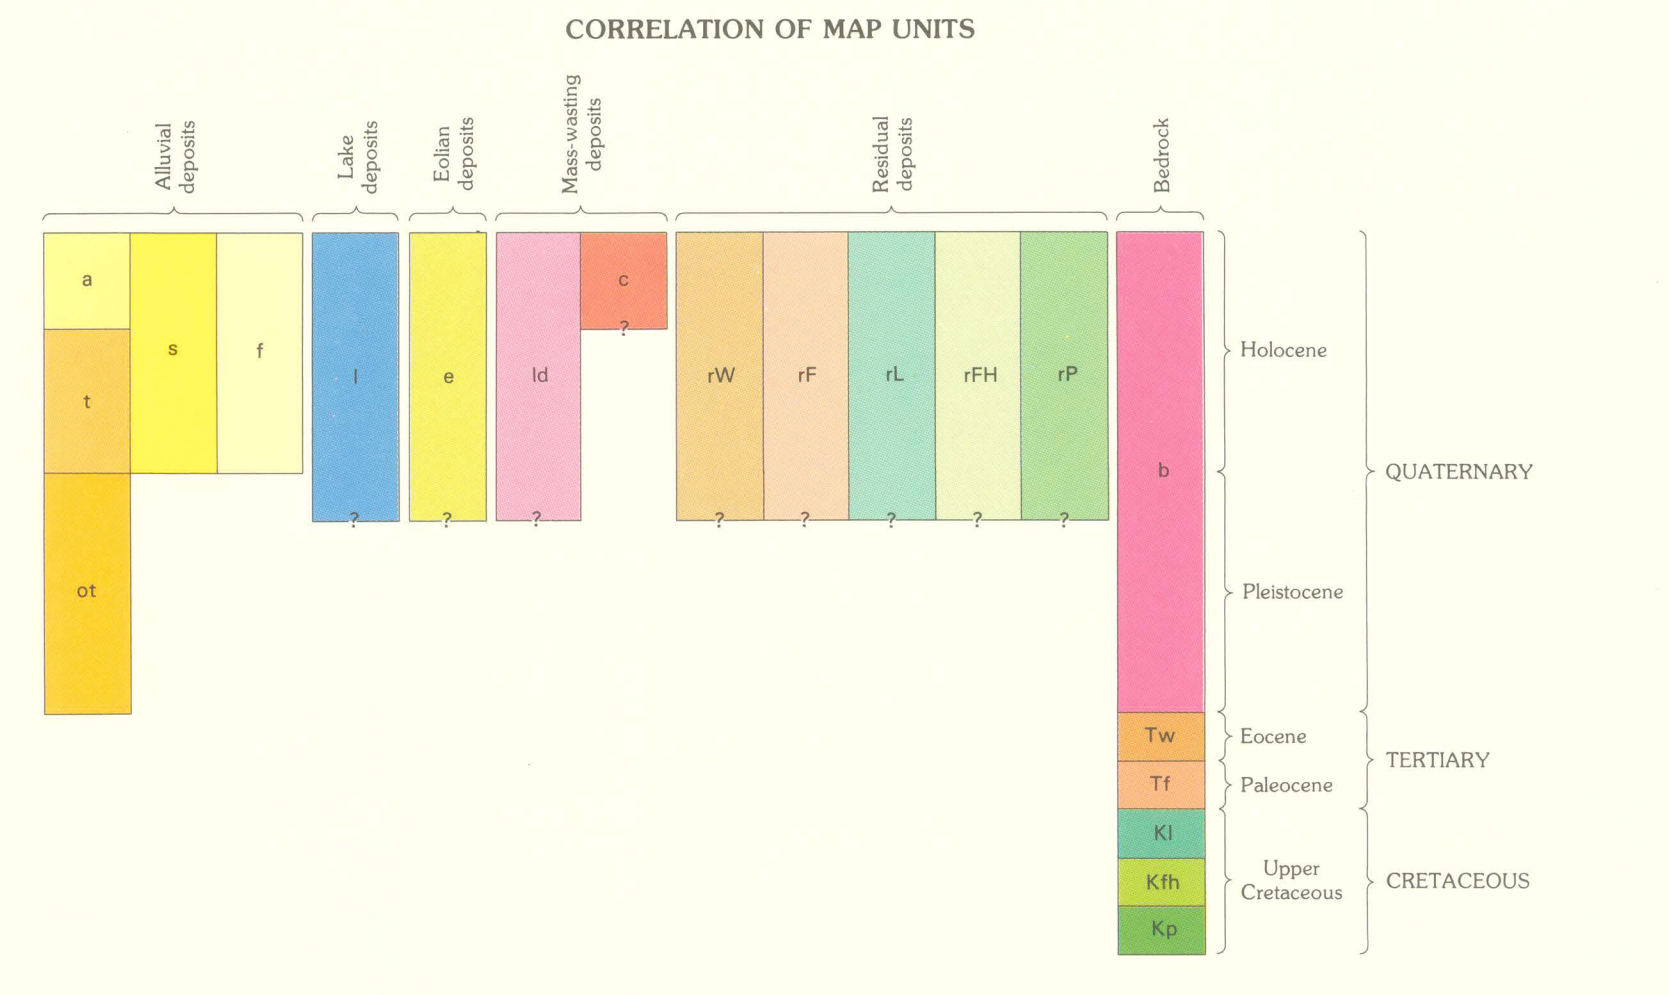 CORRELATION OF MAP UNITS
Alluvial
deposits
Lake
deposits
Eolian
deposits
Mass-wasting
deposits
Residual
deposits
Bedrock
a
s
f
t
ot
l
?
e
?
ld
?
c
?
rW
?
rF
?
rL
?
rFH
?
rP
?
b
Tw
Tf
Kl
Kfh
Kp
Holocene
Pleistocene
Eocene
Paleocene
Upper
Cretaceous
QUATERNARY
TERTIARY
CRETACEOUS